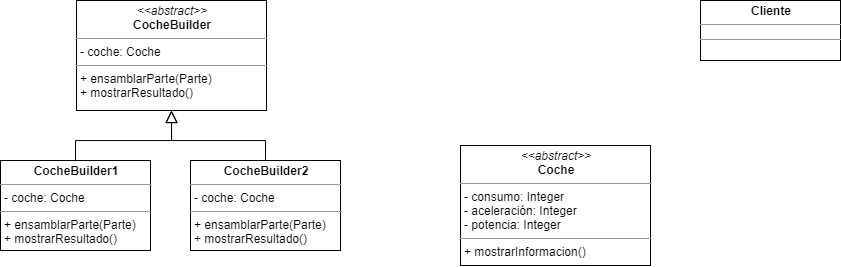 <<abstract>>
CocheBuilder
- coche: Coche
+ ensamblarParte(Parte)
+ mostrarResultado()
Cliente
CocheBuilder1
- coche: Coche
+ ensamblarParte(Parte)
+ mostrarResultado()
CocheBuilder2
- coche: Coche
+ ensamblarParte(Parte)
+ mostrarResultado()
<<abstract>>
Coche
- consumo: Integer
- aceleración: Integer
- potencia: Integer
+ mostrarInformacion()